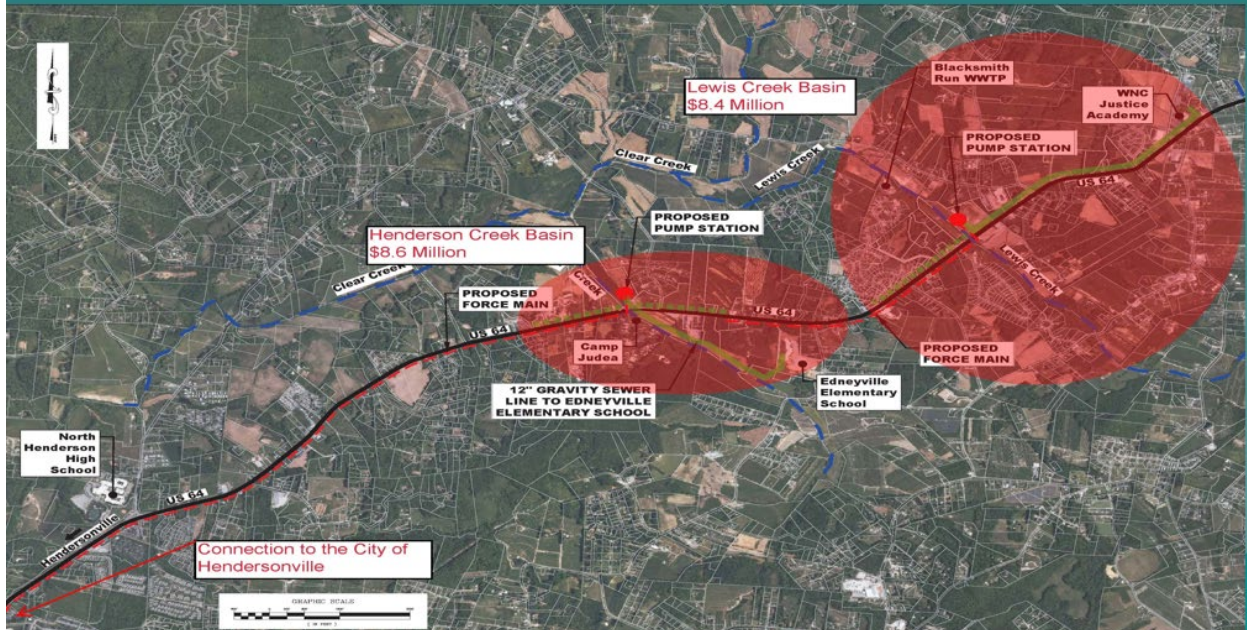 Lewis Creek Basin
$8.4 Million
Blacksmith
Run WWTP
WNC
Justice
Academy
PROPOSED
PUMP STATION
US 64
Clear Creek
Lewis Creek
PROPOSED
PUMP STATION
Henderson Creek Basin
$8.6 Million
Clear Creek
Creek
Lewis Creek
PROPOSED
FORCE MAIN
US 64
US 64
Camp
Judea
PROPOSED
FORCE MAIN
12" GRAVITY SEWER
LINE TO EDNEYVILLE
ELEMENTARY SCHOOL
Edneyville
Elementary
School
North
Henderson
High
School
US 64
Hendersonville
Connection to the City of
Hendersonville
GRAPHIC SCALE
( IN FEET )